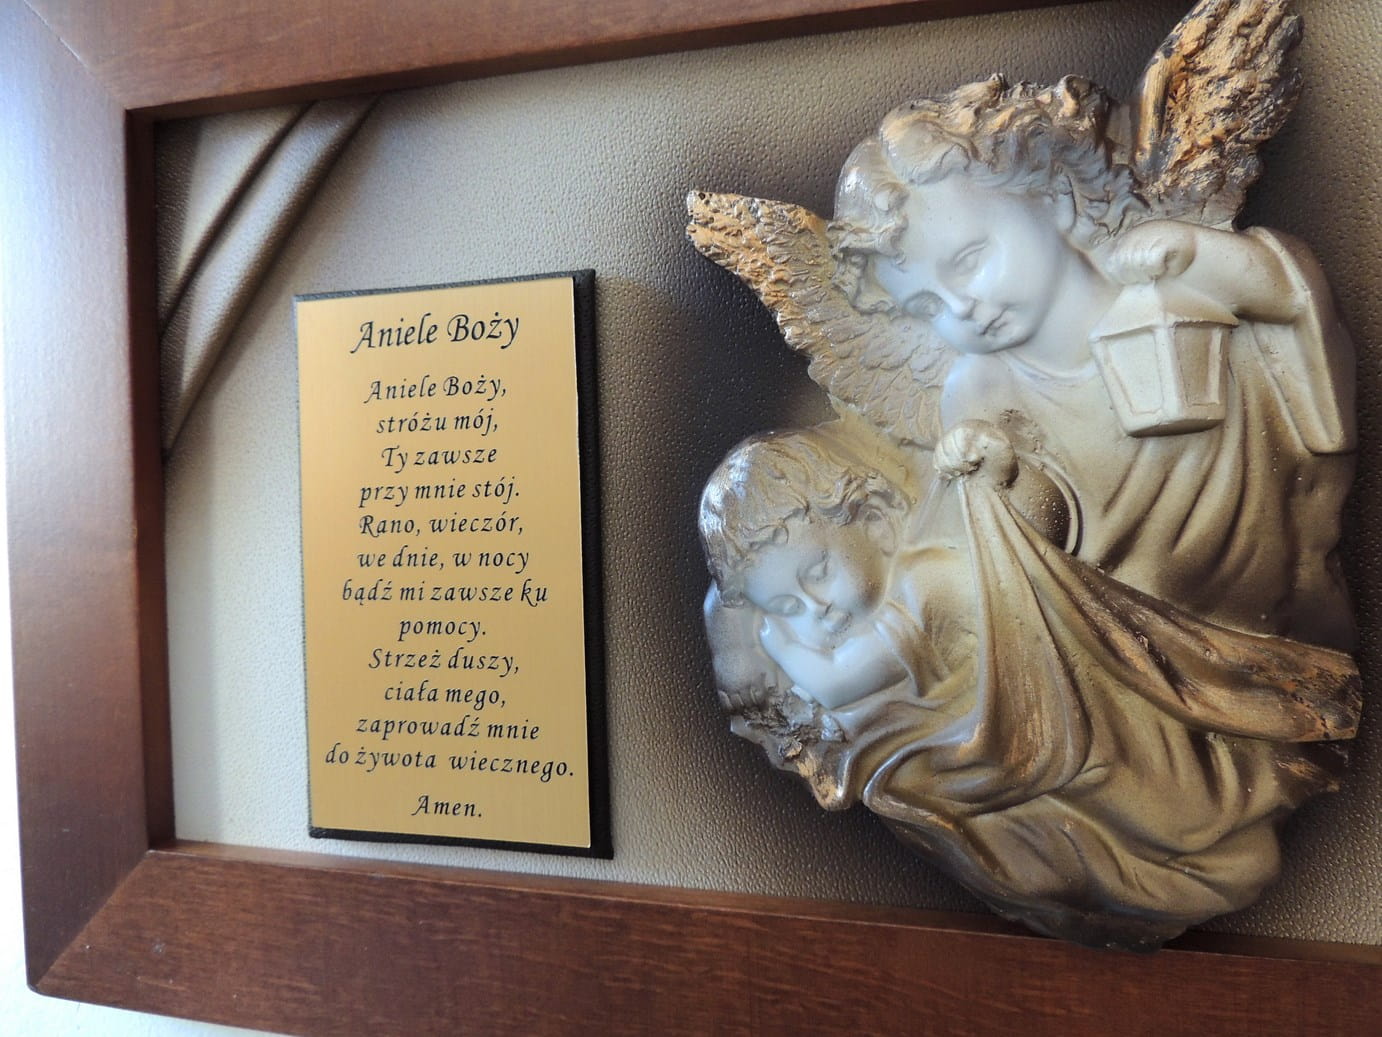 Aniele Boży
Aniele Boży,
stróżu mój,
Ty zawsze
przy mnie stój.
Rano, wieczór,
we dnie, w nocy
bądź mi zawsze ku
pomocy.
Strzeż duszy,
ciała mego,
zaprowadź mnie
do żywota wiecznego.
Amen.